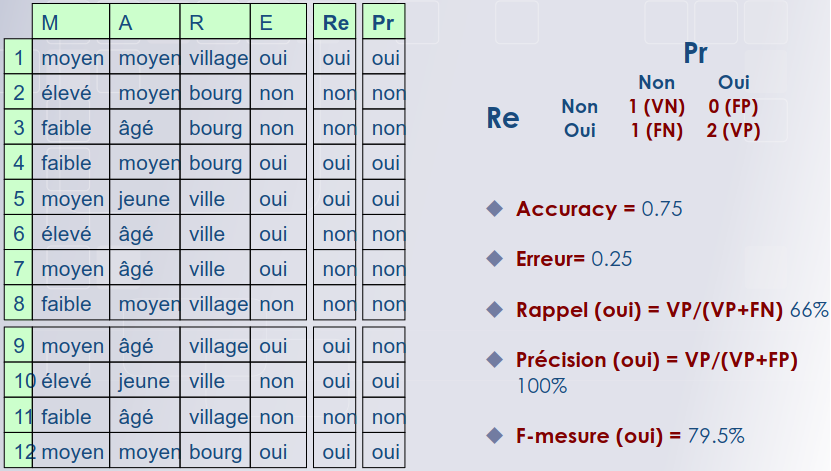 M A R E Re Pr
1 moyen moyen village oui oui oui
2 élevé moyen bourg non non non
3 faible âgé bourg non non non
4 faible moyen bourg oui oui oui
5 moyen jeune ville oui oui oui
6 élevé âgé ville oui non non
7 moyen âgé ville oui non non
8 faible moyen village non non non
9 moyen âgé village oui oui non
10 élevé jeune ville non oui oui
11 faible âgé village non non non
12 moyen moyen bourg oui oui oui
Pr
Non Oui
Re
Non 1 (VN) 0 (FP)
Oui 1 (FN) 2 (VP)
Accuracy = 0.75
Erreur= 0.25
Rappel (oui) = VP/(VP+FN) 66%
Précision (oui) = VP/(VP+FP)
100%
F-mesure (oui) = 79.5%